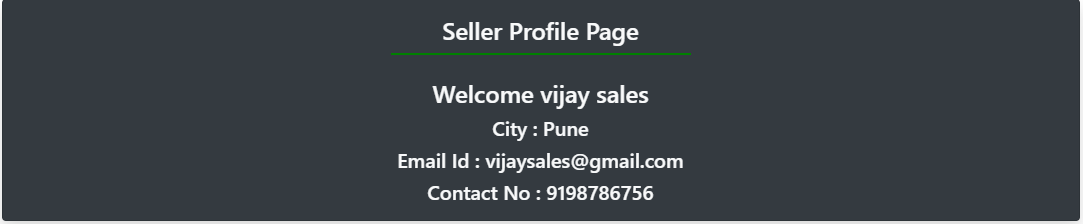 Seller Profile Page
Welcome vijay sales
City : Pune
Email Id : vijaysales@gmail.com
Contact No : 9198786756